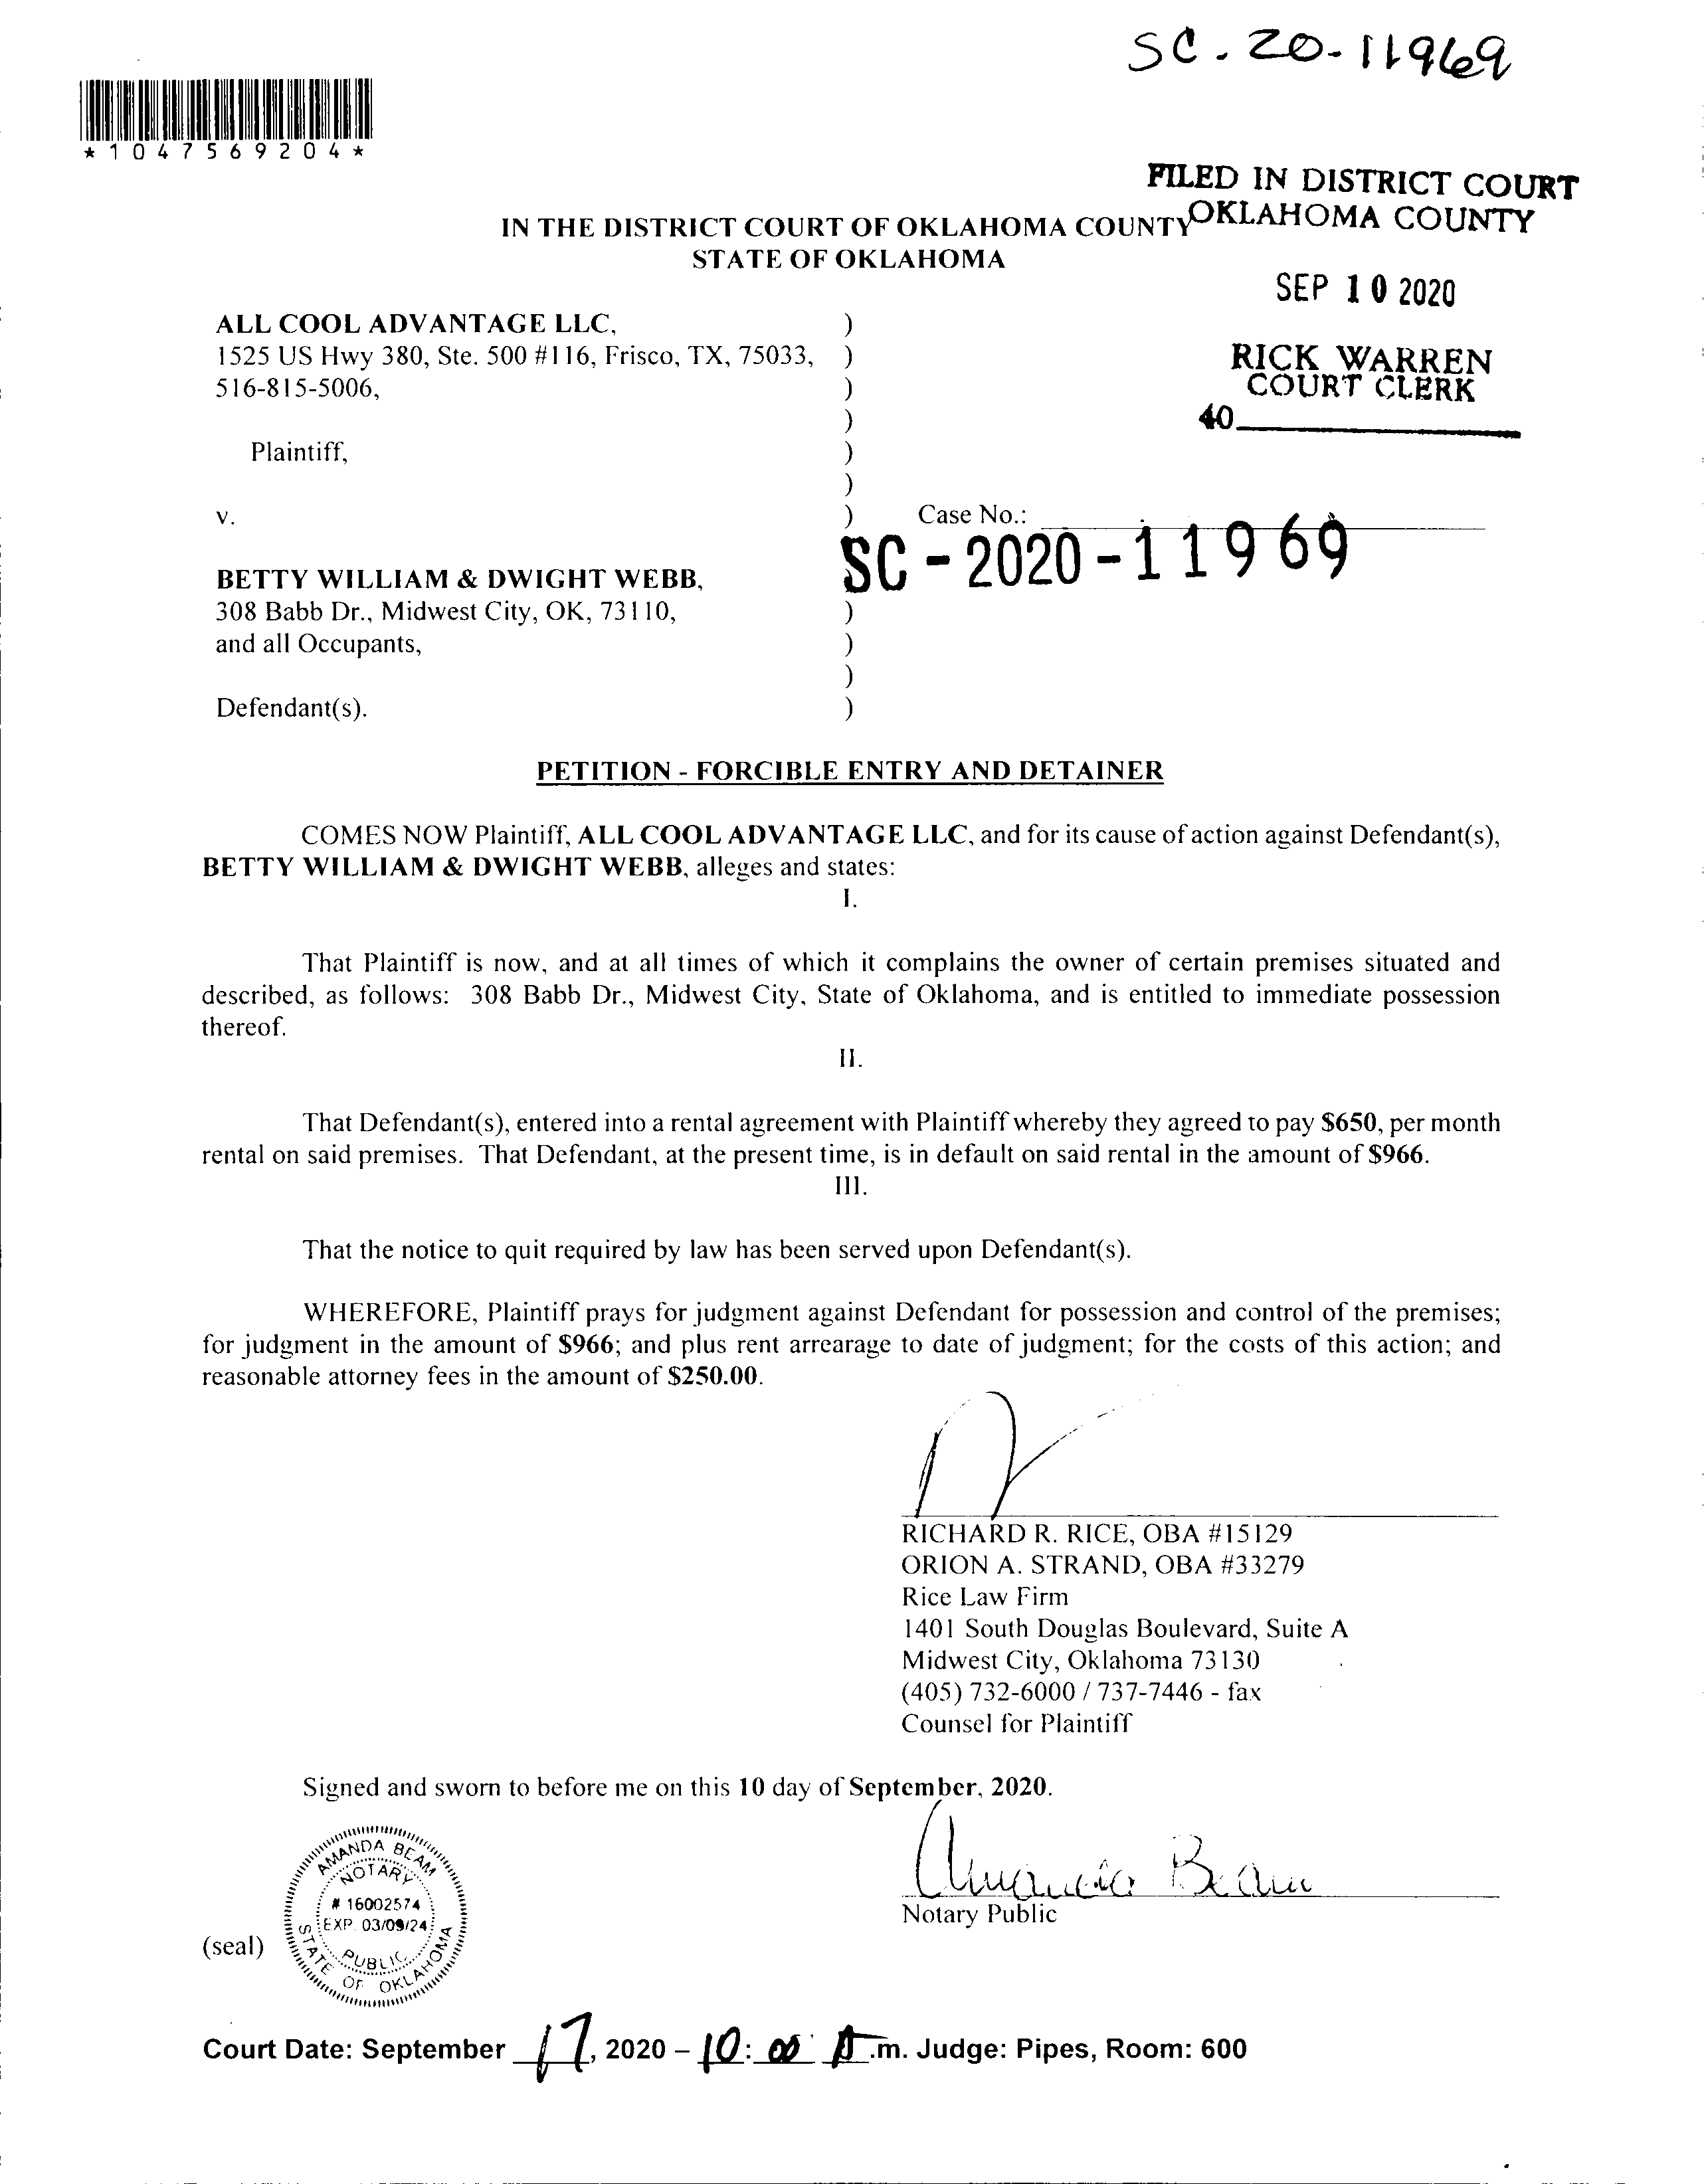 SC-20-11969
*1047569204*
FILED IN DISTRICT COURT
OKLAHOMA COUNTY
IN THE DISTRICT COURT OF OKLAHOMA COUNTY
STATE OF OKLAHOMA
SEP 10 2020
RICK WARREN
COURT CLERK
40
ALL COOL ADVANTAGE LLC, )
1525 US Hwy 380, Ste. 500 #116, Frisco, TX, 75033, )
516-815-5006, )
)
Plaintiff, )
)
v. ) Case No.:
SC-2020-11969
BETTY WILLIAM & DWIGHT WEBB,
308 Babb Dr., Midwest City, OK, 73110, )
and all Occupants, )
)
Defendant(s). )
PETITION - FORCIBLE ENTRY AND DETAINER
COMES NOW Plaintiff, ALL COOL ADVANTAGE LLC, and for its cause of action against Defendant(s),
BETTY WILLIAM & DWIGHT WEBB, alleges and states:
I.
That Plaintiff is now, and at all times of which it complains the owner of certain premises situated and
described, as follows: 308 Babb Dr., Midwest City, State of Oklahoma, and is entitled to immediate possession
thereof.
II.
That Defendant(s), entered into a rental agreement with Plaintiff whereby they agreed to pay $650, per month
rental on said premises. That Defendant, at the present time, is in default on said rental in the amount of $966.
III.
That the notice to quit required by law has been served upon Defendant(s).
WHEREFORE, Plaintiff prays for judgment against Defendant for possession and control of the premises;
for judgment in the amount of $966; and plus rent arrearage to date of judgment; for the costs of this action; and
reasonable attorney fees in the amount of $250.00.
RICHARD R. RICE, OBA #15129
ORION A. STRAND, OBA #33279
Rice Law Firm
1401 South Douglas Boulevard, Suite A
Midwest City, Oklahoma 73130
(405) 732-6000 / 737-7446 - fax
Counsel for Plaintiff
Signed and sworn to before me on this 10 day of September, 2020.
Amanda Beam
Notary Public
AMANDA BEAM
NOTARY
# 16002574
EXP. 03/09/24
PUBLIC
STATE OF OKLAHOMA
(seal)
Court Date: September 17, 2020 - 10:00 A.m. Judge: Pipes, Room: 600